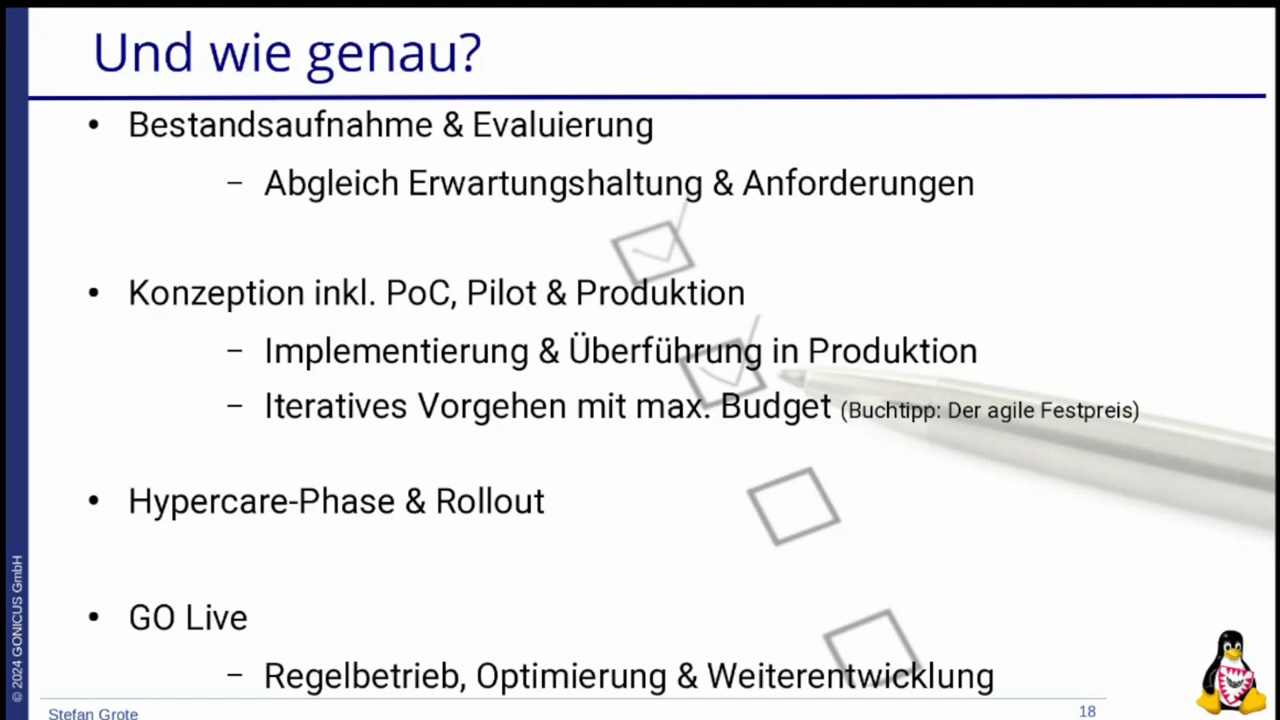 Und wie genau?
• Bestandsaufnahme & Evaluierung
– Abgleich Erwartungshaltung & Anforderungen
• Konzeption inkl. PoC, Pilot & Produktion
– Implementierung & Überführung in Produktion
– Iteratives Vorgehen mit max. Budget (Buchtipp: Der agile Festpreis)
• Hypercare-Phase & Rollout
• GO Live
– Regelbetrieb, Optimierung & Weiterentwicklung
© 2024 GONICUS GmbH
Stefan Grote
18